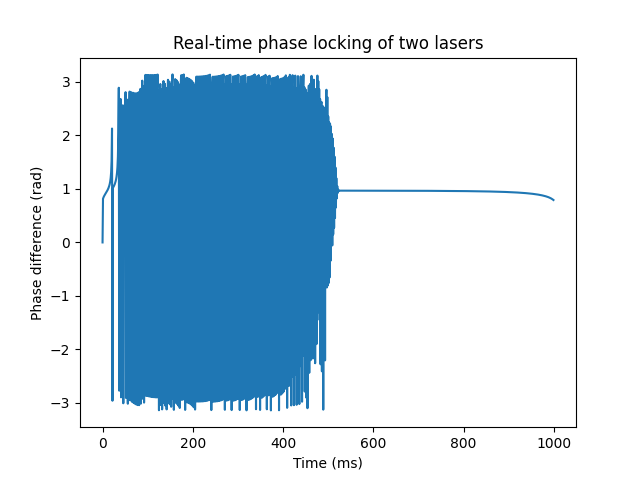 Real-time phase locking of two lasers
Phase difference (rad)
3
2
1
0
−1
−2
−3
0 200 400 600 800 1000
Time (ms)